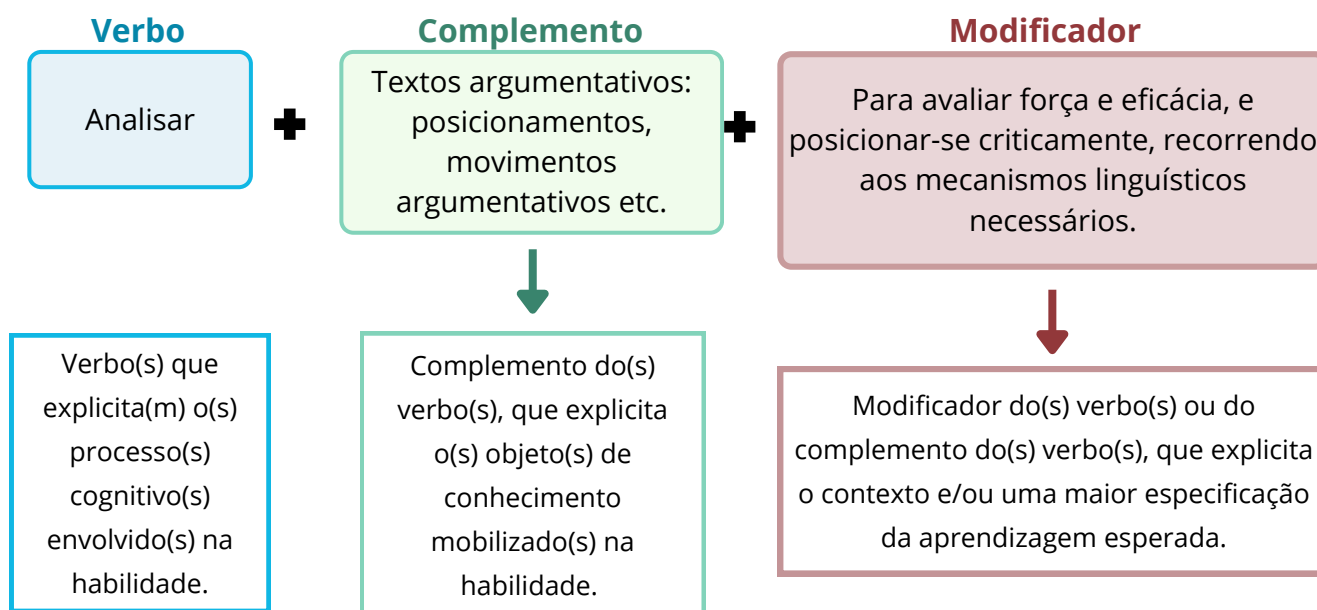 Verbo
Analisar
Complemento
Textos argumentativos:
posicionamentos,
movimentos
argumentativos etc.
Modificador
Para avaliar força e eficácia, e
posicionar-se criticamente, recorrendo
aos mecanismos linguísticos
necessários.
Verbo(s) que
explicita(m) o(s)
processo(s)
cognitivo(s)
envolvido(s) na
habilidade.
Complemento do(s)
verbo(s), que explicita
o(s) objeto(s) de
conhecimento
mobilizado(s) na
habilidade.
Modificador do(s) verbo(s) ou do
complemento do(s) verbo(s), que explicita
o contexto e/ou uma maior especificação
da aprendizagem esperada.